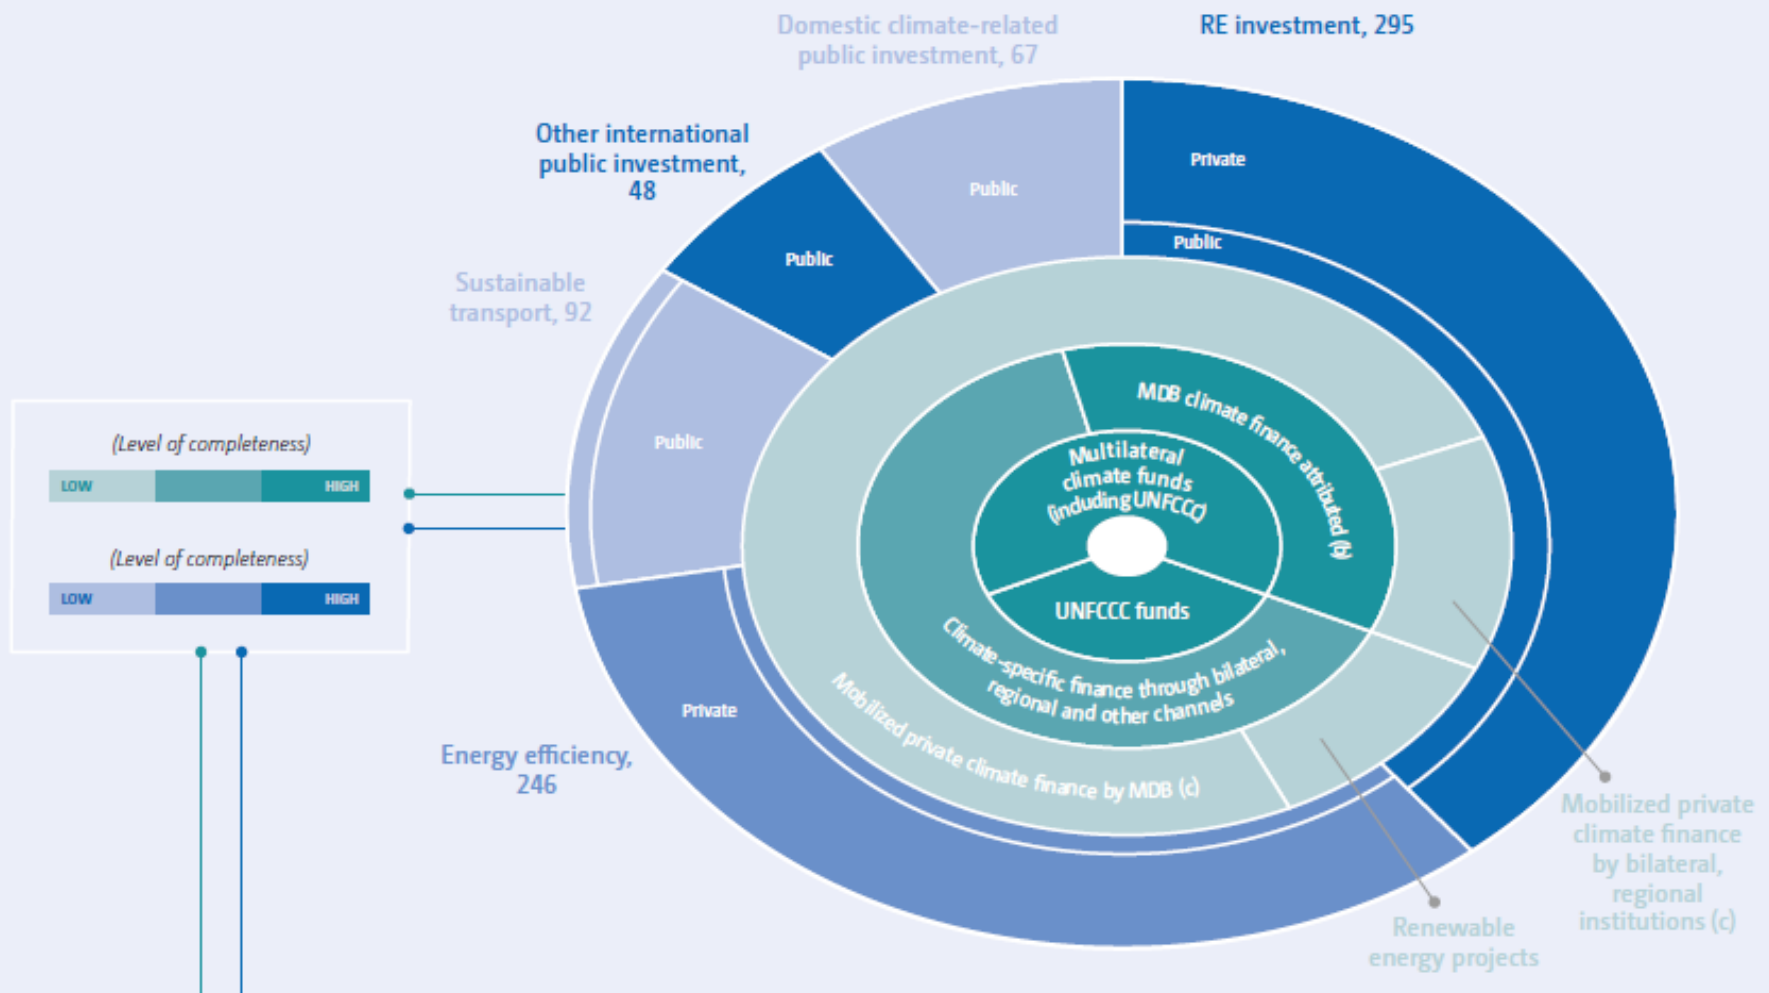 Domestic climate-related
public investment, 67
RE investment, 295
Other international
public investment,
48
Private
Public
Public
Public
Sustainable
transport, 92
Public
(Level of completeness)
LOW
HIGH
(Level of completeness)
LOW
HIGH
MDB climate finance attributed (b)
Multilateral
climate funds
(including UNFCCC)
UNFCCC funds
Climate-specific finance through bilateral,
regional and other channels
Mobilized private climate finance by MDB (c)
Private
Energy efficiency,
246
Mobilized private
climate finance
by bilateral,
regional
institutions (c)
Renewable
energy projects